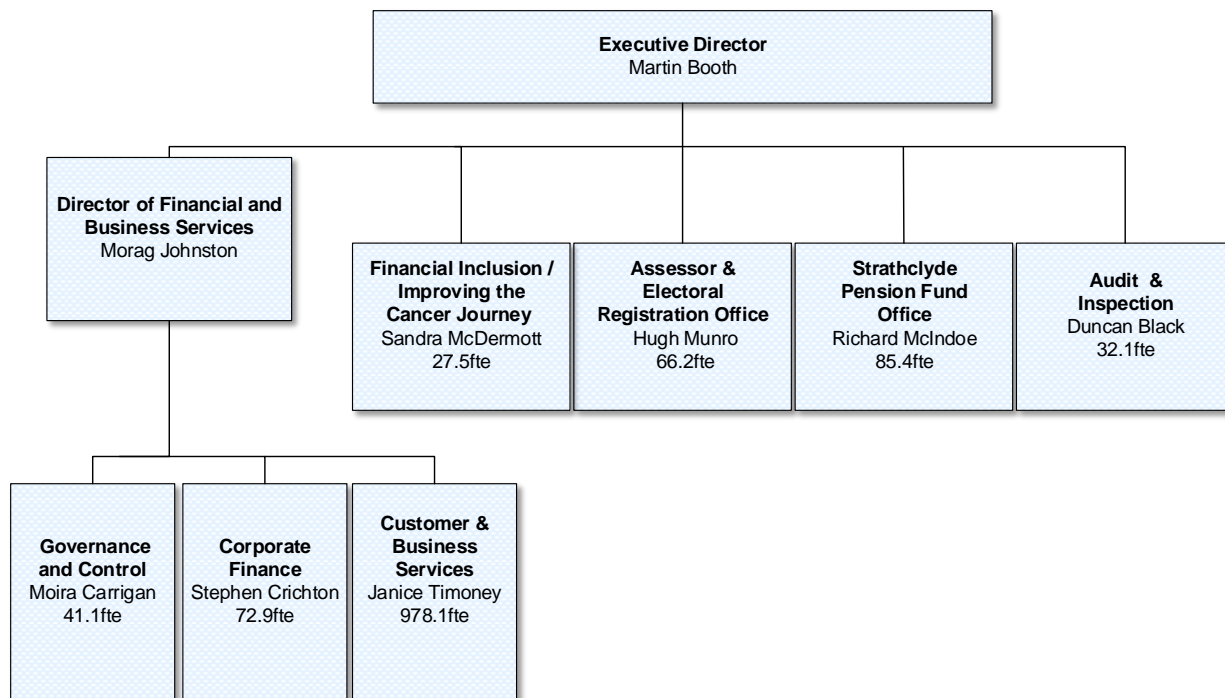 Executive Director
Martin Booth
Director of Financial and
Business Services
Morag Johnston
Financial Inclusion /
Improving the
Cancer Journey
Sandra McDermott
27.5fte
Assessor &
Electoral
Registration Office
Hugh Munro
66.2fte
Strathclyde
Pension Fund
Office
Richard McIndoe
85.4fte
Audit & 
Inspection
Duncan Black
32.1fte
Governance
and Control
Moira Carrigan
41.1fte
Corporate
Finance
Stephen Crichton
72.9fte
Customer &
Business
Services
Janice Timoney
978.1fte